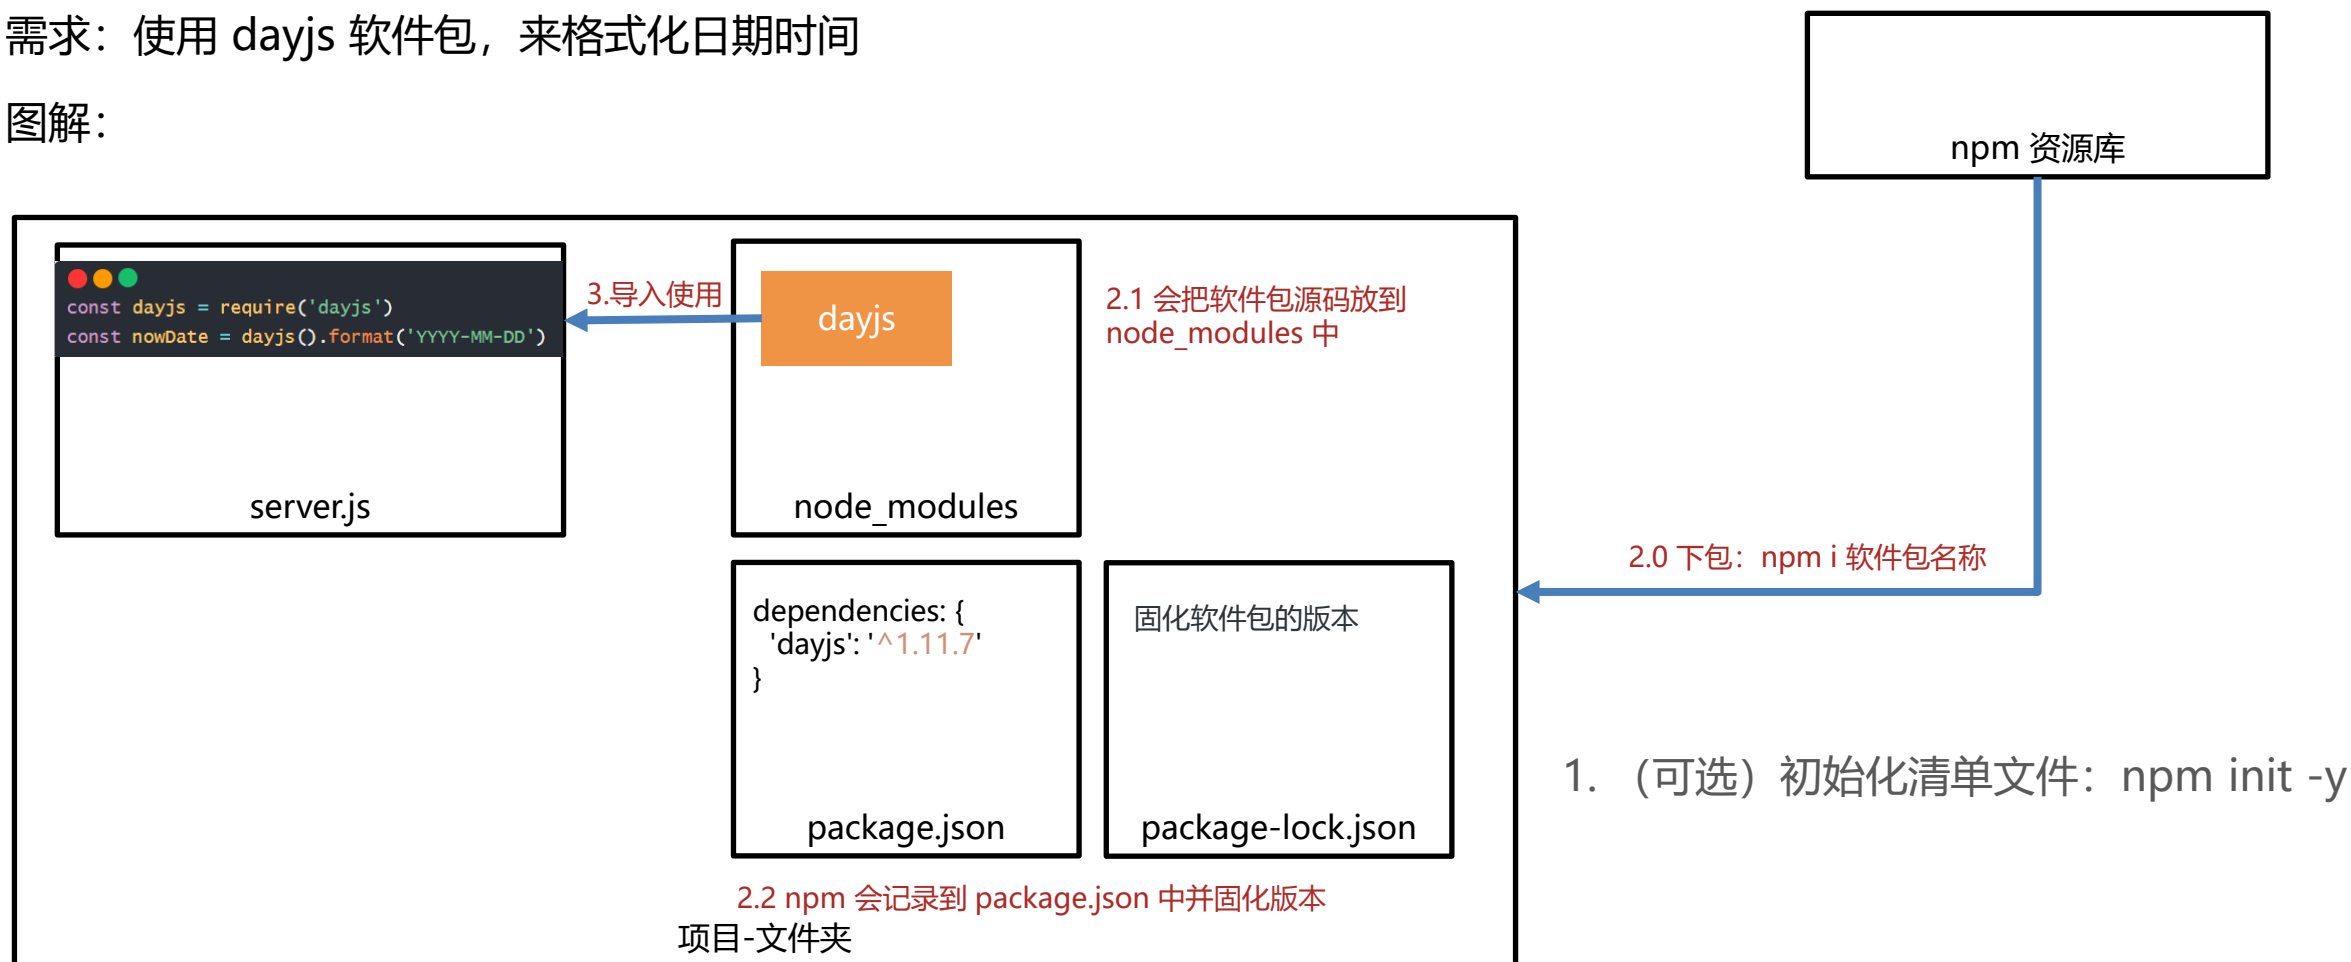 需求：使用 dayjs 软件包，来格式化日期时间
图解：
npm 资源库
const dayjs = require('dayjs')
const nowDate = dayjs().format('YYYY-MM-DD')
server.js
3.导入使用
dayjs
node_modules
2.1 会把软件包源码放到
node_modules 中
2.0 下包：npm i 软件包名称
dependencies: {
'dayjs': '^1.11.7'
}
package.json
固化软件包的版本
package-lock.json
1. （可选）初始化清单文件：npm init -y
2.2 npm 会记录到 package.json 中并固化版本
项目-文件夹